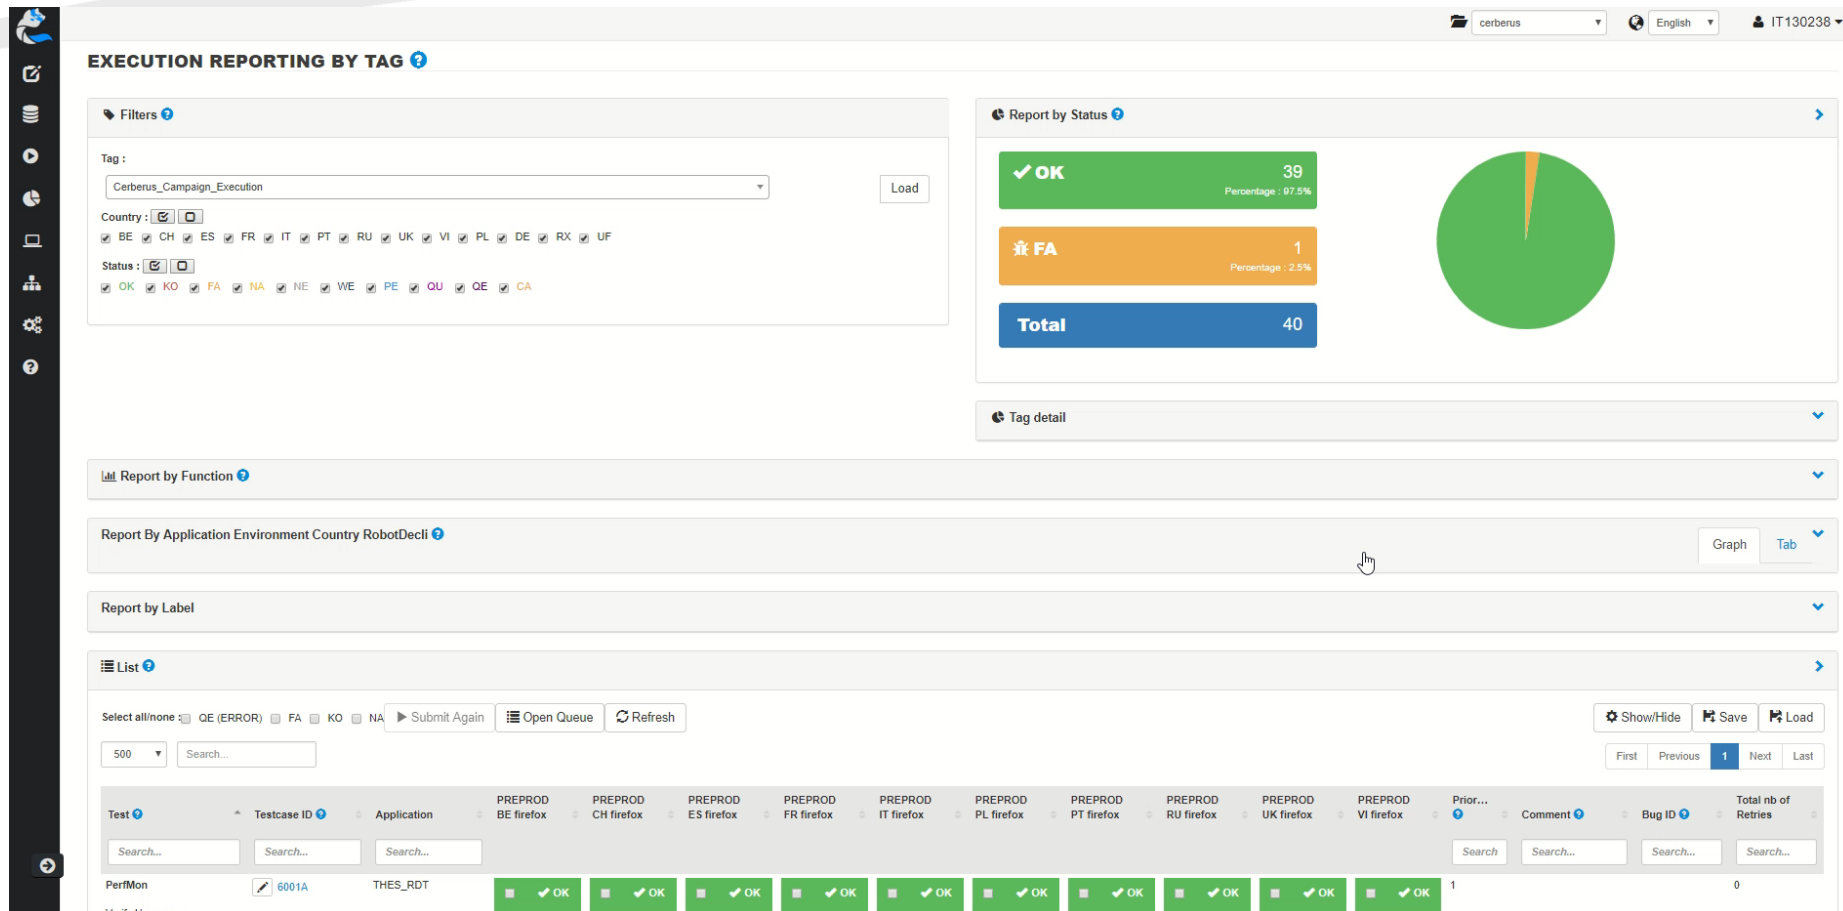 cerberus
English
IT130238
EXECUTION REPORTING BY TAG
Filters
Tag :
Cerberus_Campaign_Execution
Load
Country :
BE CH ES FR IT PT RU UK VI PL DE RX UF
Status :
OK KO FA NA NE WE PE QU QE CA
Report by Status
OK 39
Percentage : 97.5%
FA 1
Percentage : 2.5%
Total 40
Tag detail
Report by Function
Report By Application Environment Country RobotDecli
Graph Tab
Report by Label
List
Select all/none : QE (ERROR) FA KO NA Submit Again Open Queue Refresh
Show/Hide Save Load
500 Search...
First Previous 1 Next Last
Test Testcase ID Application PREPROD BE firefox PREPROD CH firefox PREPROD ES firefox PREPROD FR firefox PREPROD IT firefox PREPROD PL firefox PREPROD PT firefox PREPROD RU firefox PREPROD UK firefox PREPROD VI firefox Prior... Comment Bug ID Total nb of Retries
Search... Search... Search... Search Search... Search... Search...
PerfMon 6001A THES_RDT OK OK OK OK OK OK OK OK OK OK 1 0